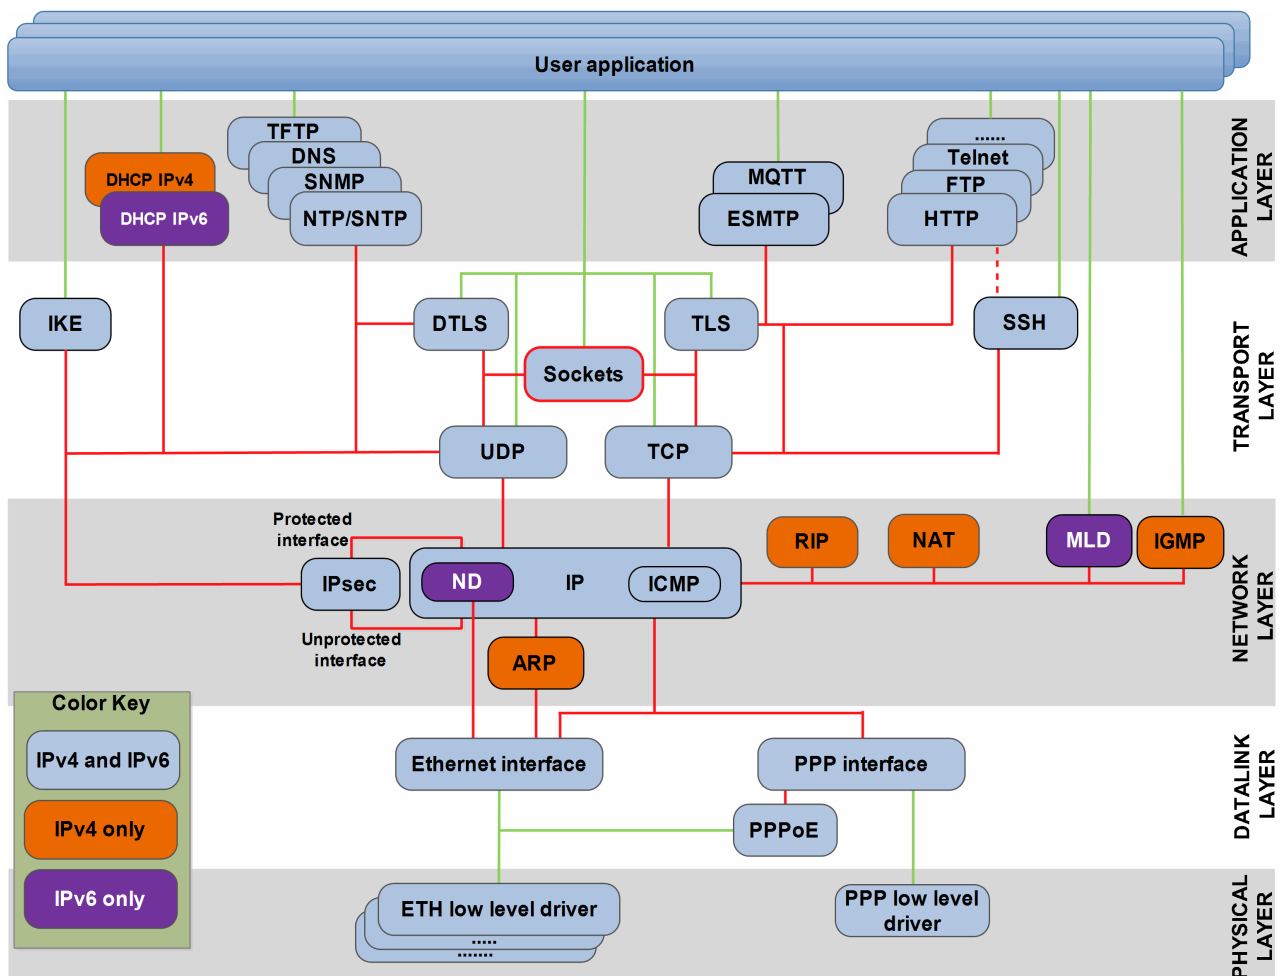 User application
TFTP
DNS
SNMP
NTP/SNTP
DHCP IPv4
DHCP IPv6
MQTT
ESMTP
......
Telnet
FTP
HTTP
APPLICATION
LAYER
IKE
DTLS
TLS
SSH
Sockets
UDP
TCP
TRANSPORT
LAYER
Protected
interface
IPsec
Unprotected
interface
ND
IP
ICMP
ARP
RIP
NAT
MLD
IGMP
NETWORK
LAYER
Color Key
IPv4 and IPv6
IPv4 only
IPv6 only
Ethernet interface
PPP interface
PPPoE
DATALINK
LAYER
ETH low level driver
.....
.......
PPP low level
driver
PHYSICAL
LAYER